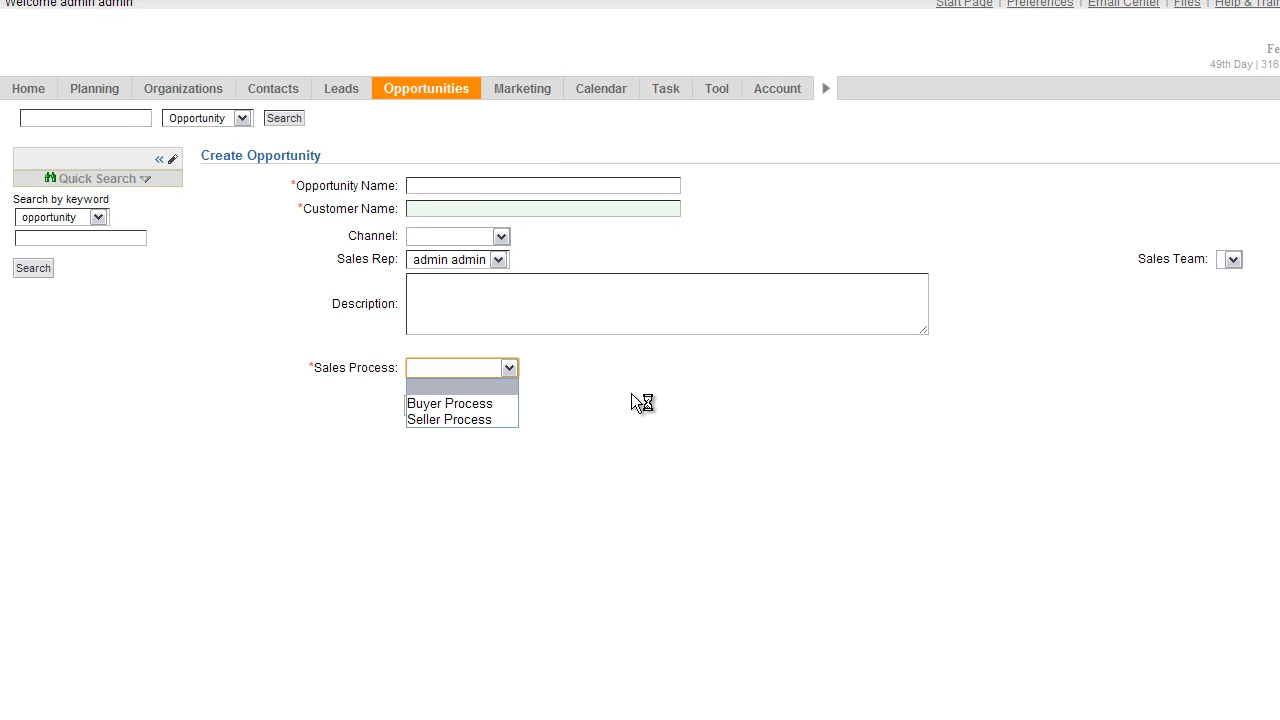 Welcome admin admin
Start Page | Preferences | Email Center | Files | Help &
49th Day | 316
Home Planning Organizations Contacts Leads Opportunities Marketing Calendar Task Tool Account
Opportunity Search
Quick Search
Search by keyword
opportunity
Search
Create Opportunity
*Opportunity Name:
*Customer Name:
Channel:
Sales Rep: admin admin Sales Team:
Description:
*Sales Process:
Buyer Process
Seller Process